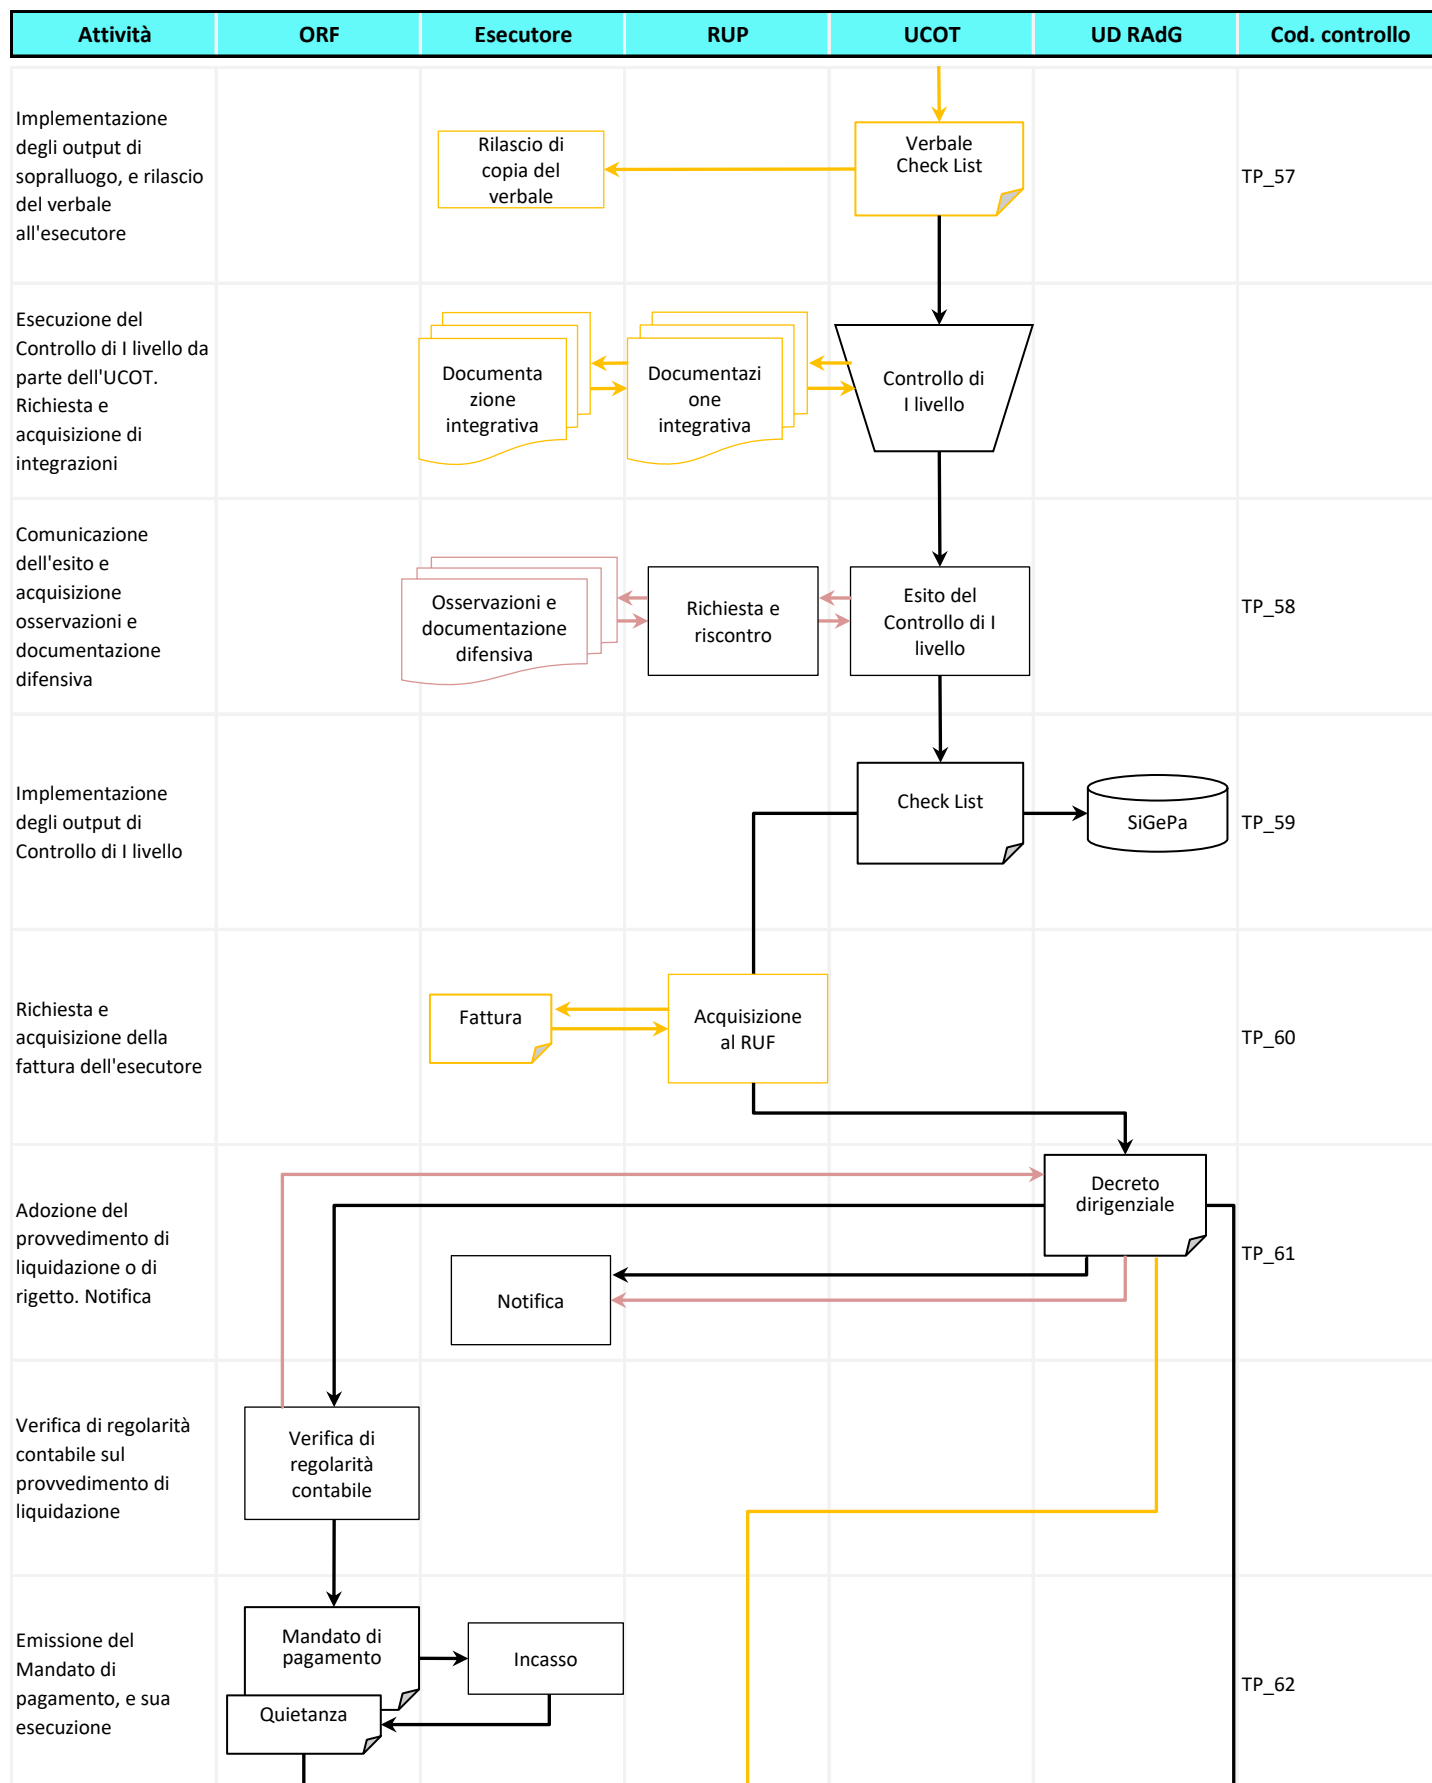 Attività
ORF
Esecutore
RUP
UCOT
UD RAdG
Cod. controllo
Implementazione
degli output di
sopralluogo, e rilascio
del verbale
all'esecutore
Rilascio di
copia del
verbale
Verbale
Check List
TP_57
Esecuzione del
Controllo di I livello da
parte dell'UCOT.
Richiesta e
acquisizione di
integrazioni
Documenta
zione
integrativa
Documentazi
one
integrativa
Controllo di
I livello
Comunicazione
dell'esito e
acquisizione
osservazioni e
documentazione
difensiva
Osservazioni e
documentazione
difensiva
Richiesta e
riscontro
Esito del
Controllo di I
livello
TP_58
Implementazione
degli output di
Controllo di I livello
Check List
SiGePa
TP_59
Richiesta e
acquisizione della
fattura dell'esecutore
Fattura
Acquisizione
al RUF
TP_60
Adozione del
provvedimento di
liquidazione o di
rigetto. Notifica
Notifica
Decreto
dirigenziale
TP_61
Verifica di regolarità
contabile sul
provvedimento di
liquidazione
Verifica di
regolarità
contabile
Emissione del
Mandato di
pagamento, e sua
esecuzione
Mandato di
pagamento
Quietanza
Incasso
TP_62